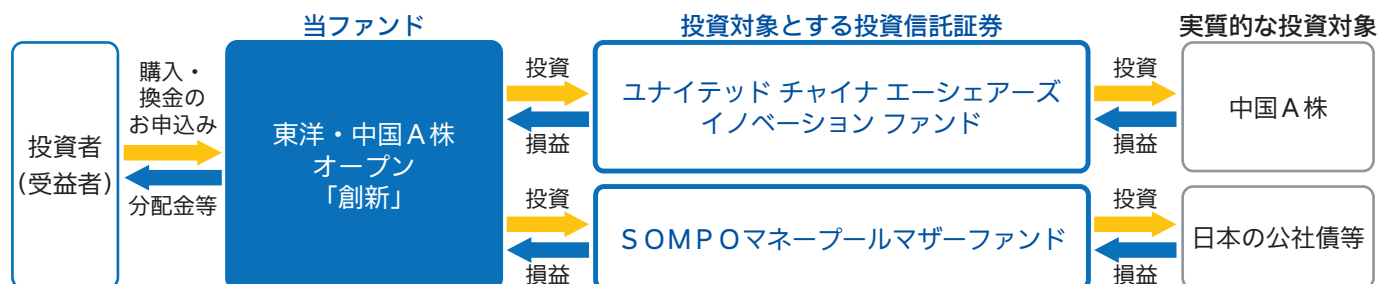 当ファンド
投資対象とする投資信託証券
実質的な投資対象
投資者
(受益者)
購入・
換金の
お申込み
分配金等
東洋・中国Ａ株
オープン
「創新」
投資
損益
ユナイテッド チャイナ エーシェアーズ
イノベーション ファンド
投資
損益
中国Ａ株
投資
損益
ＳＯＭＰＯマネープールマザーファンド
投資
損益
日本の公社債等